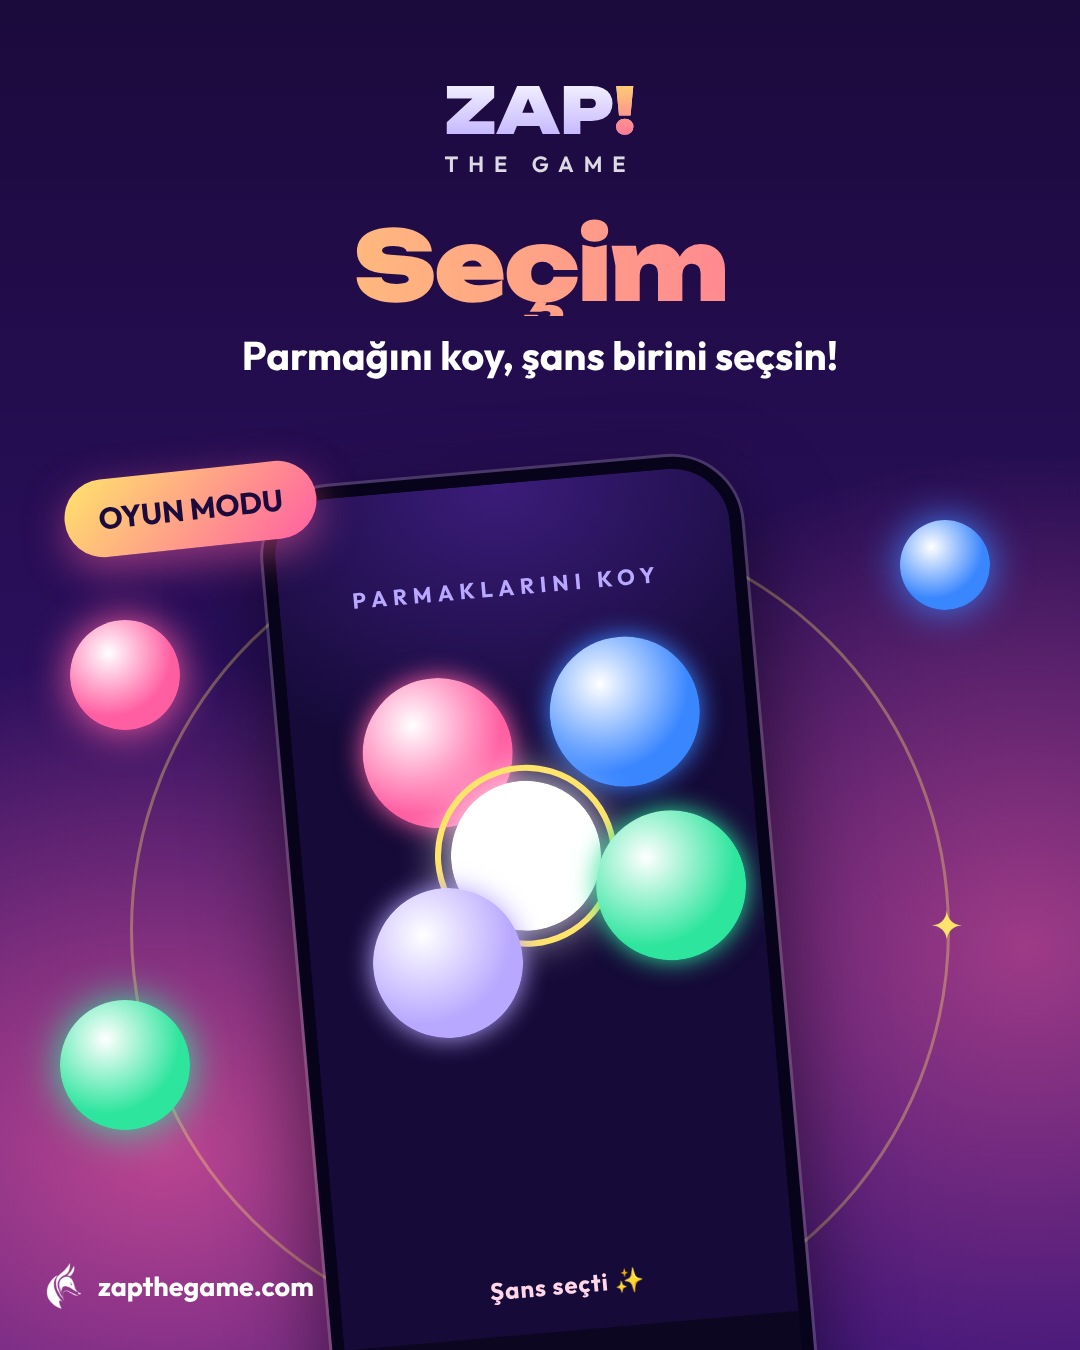 ZAP!
THE GAME
Seçim
Parmağını koy, şans birini seçsin!
OYUN MODU
PARMAKLARINI KOY
Şans seçti ✨
zapthegame.com